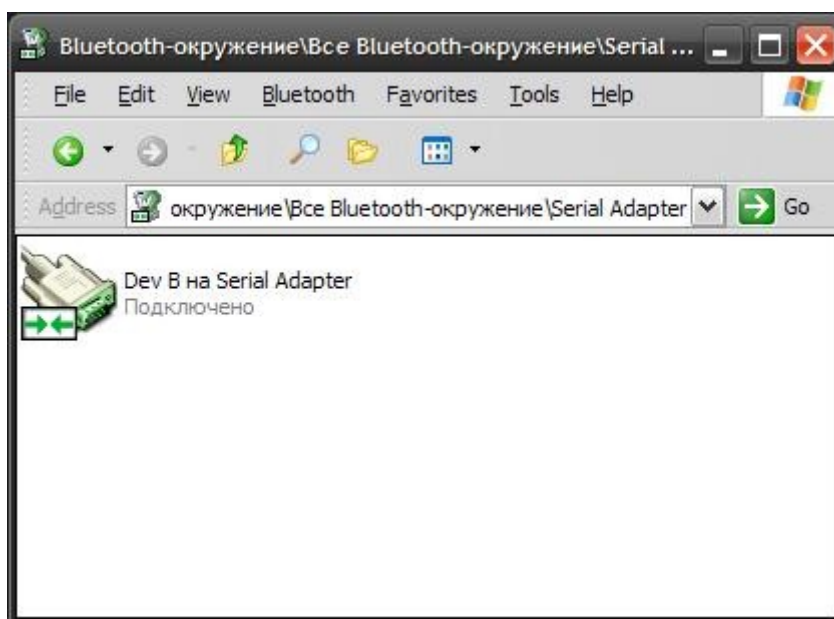 Bluetooth-окружение\Все Bluetooth-окружение\Serial ...
File Edit View Bluetooth Favorites Tools Help
Address окружение\Все Bluetooth-окружение\Serial Adapter Go
Dev B на Serial Adapter
Подключено